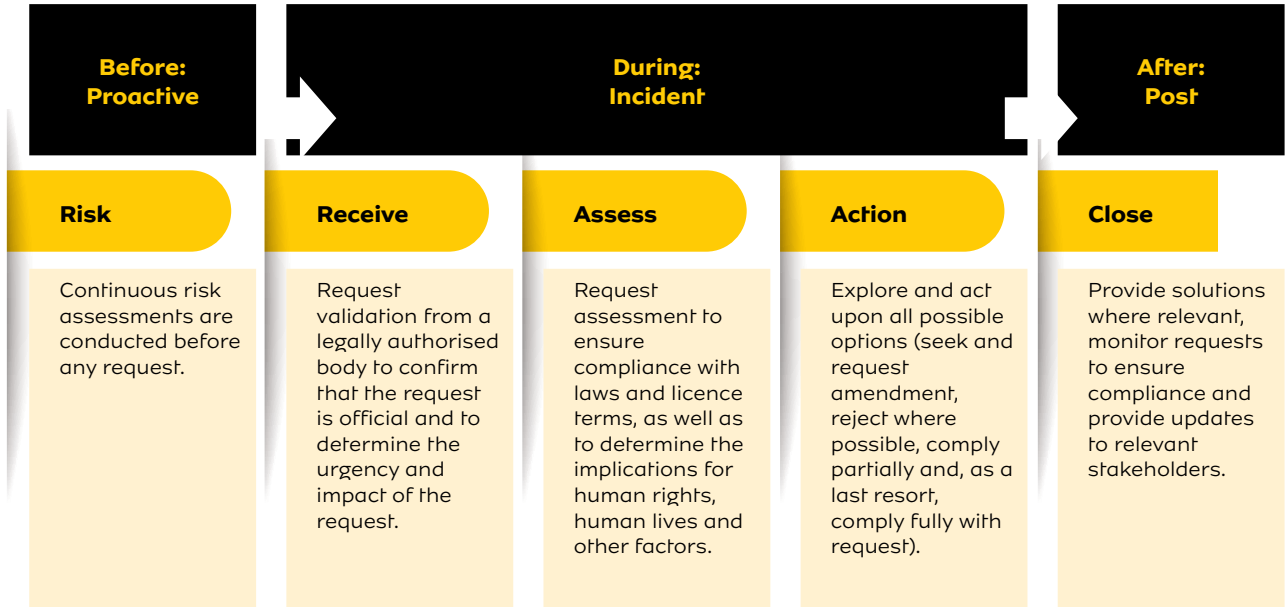 Before:
Proactive
During:
Incident
After:
Post
Risk
Continuous risk
assessments are
conducted before
any request.
Receive
Request
validation from a
legally authorised
body to confirm
that the request
is official and to
determine the
urgency and
impact of the
request.
Assess
Request
assessment to
ensure
compliance with
laws and licence
terms, as well as
to determine the
implications for
human rights,
human lives and
other factors.
Action
Explore and act
upon all possible
options (seek and
request
amendment,
reject where
possible, comply
partially and, as a
last resort,
comply fully with
request).
Close
Provide solutions
where relevant,
monitor requests
to ensure
compliance and
provide updates
to relevant
stakeholders.